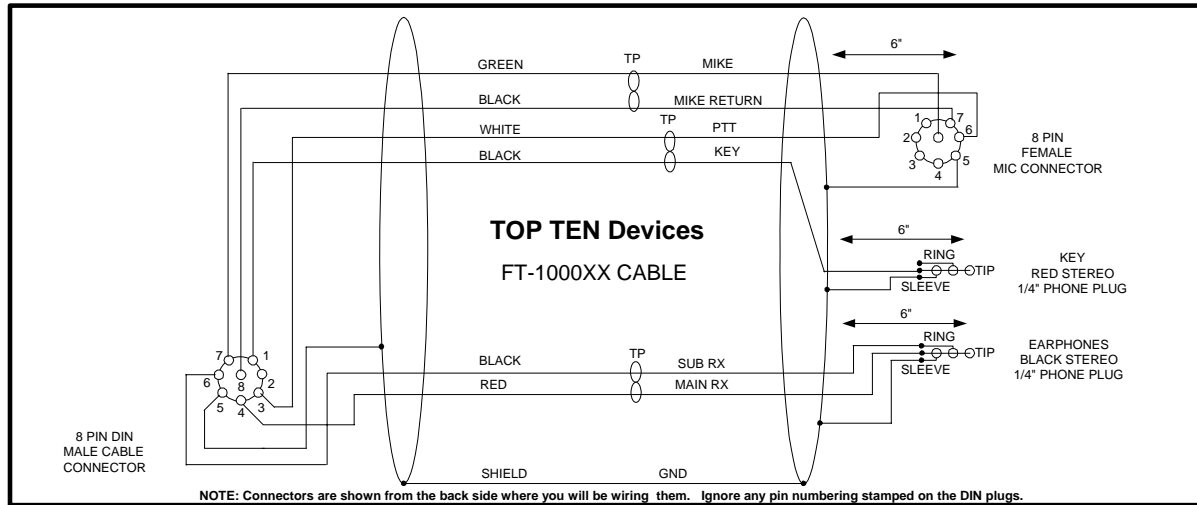 6"
GREEN
TP
MIKE
BLACK
MIKE RETURN
WHITE
TP
PTT
BLACK
KEY
1
7
2
6
3
5
4
8 PIN
FEMALE
MIC CONNECTOR
TOP TEN Devices
FT-1000XX CABLE
6"
RING
TIP
SLEEVE
KEY
RED STEREO
1/4" PHONE PLUG
6"
RING
TIP
SLEEVE
EARPHONES
BLACK STEREO
1/4" PHONE PLUG
BLACK
TP
SUB RX
RED
MAIN RX
7
1
6
8
2
5
4
3
8 PIN DIN
MALE CABLE
CONNECTOR
SHIELD
GND
NOTE: Connectors are shown from the back side where you will be wiring them. Ignore any pin numbering stamped on the DIN plugs.